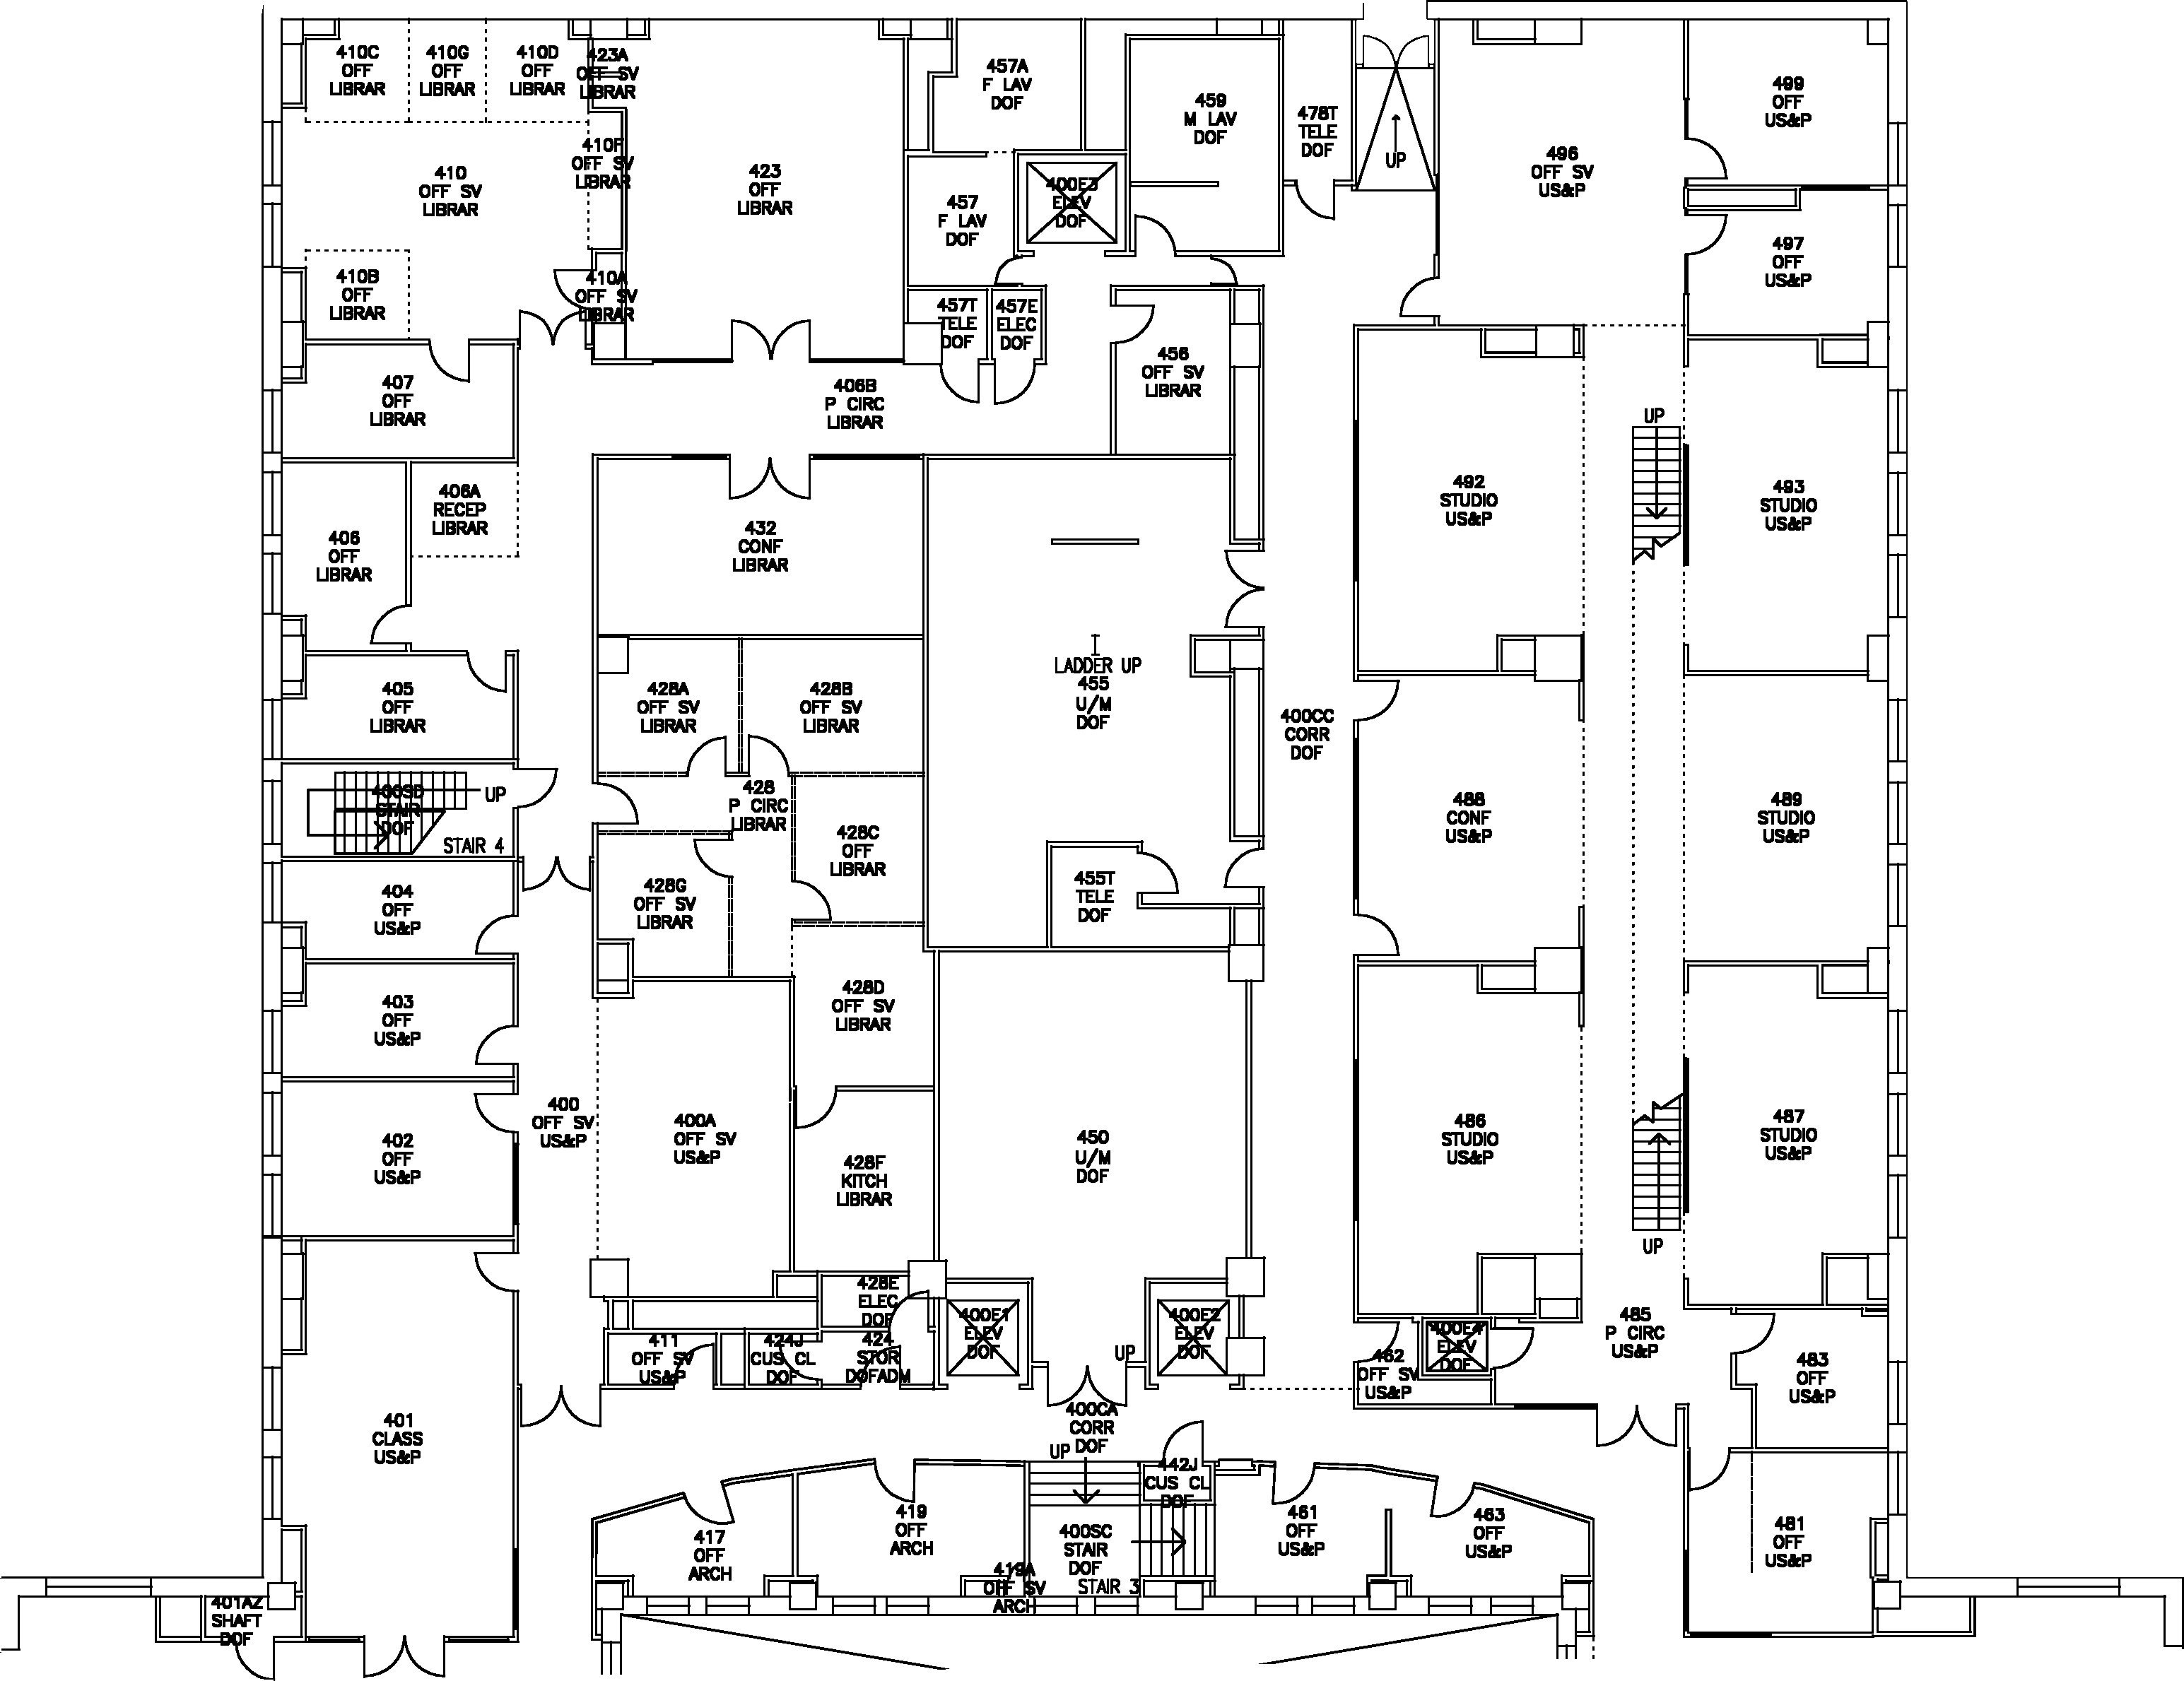 410C
OFF
LIBRAR
410G
OFF
LIBRAR
410D
OFF
LIBRAR
423A
OFF SV
LIBRAR
457A
F LAV
DOF
459
M LAV
DOF
478T
TELE
DOF
UP
496
OFF SV
US&P
499
OFF
US&P
410
OFF SV
LIBRAR
410F
OFF SV
LIBRAR
423
OFF
LIBRAR
457
F LAV
DOF
400E3
ELEV
DOF
497
OFF
US&P
410B
OFF
LIBRAR
410A
OFF SV
LIBRAR
457T
TELE
DOF
457E
ELEC
DOF
456
OFF SV
LIBRAR
407
OFF
LIBRAR
406B
P CIRC
LIBRAR
UP
406A
RECEP
LIBRAR
406
OFF
LIBRAR
432
CONF
LIBRAR
492
STUDIO
US&P
493
STUDIO
US&P
405
OFF
LIBRAR
428A
OFF SV
LIBRAR
428B
OFF SV
LIBRAR
LADDER UP
455
U/M
DOF
400CC
CORR
DOF
400SD
STAIR
DOF
UP
STAIR 4
428
P CIRC
LIBRAR
428C
OFF
LIBRAR
488
CONF
US&P
489
STUDIO
US&P
404
OFF
US&P
428G
OFF SV
LIBRAR
455T
TELE
DOF
403
OFF
US&P
428D
OFF SV
LIBRAR
402
OFF
US&P
400
OFF SV
US&P
400A
OFF SV
US&P
428F
KITCH
LIBRAR
450
U/M
DOF
486
STUDIO
US&P
487
STUDIO
US&P
UP
428E
ELEC
DOF
411
OFF SV
US&P
424J
CUS CL
DOF
424
STOR
DOFADM
400E1
ELEV
DOF
UP
400E2
ELEV
DOF
482
OFF SV
US&P
400E4
ELEV
DOF
485
P CIRC
US&P
483
OFF
US&P
401
CLASS
US&P
400CA
CORR
DOF
UP
442J
CUS CL
DOF
417
OFF
ARCH
419
OFF
ARCH
400SC
STAIR
DOF
STAIR 3
419A
OFF SV
ARCH
461
OFF
US&P
463
OFF
US&P
481
OFF
US&P
401AZ
SHAFT
DOF